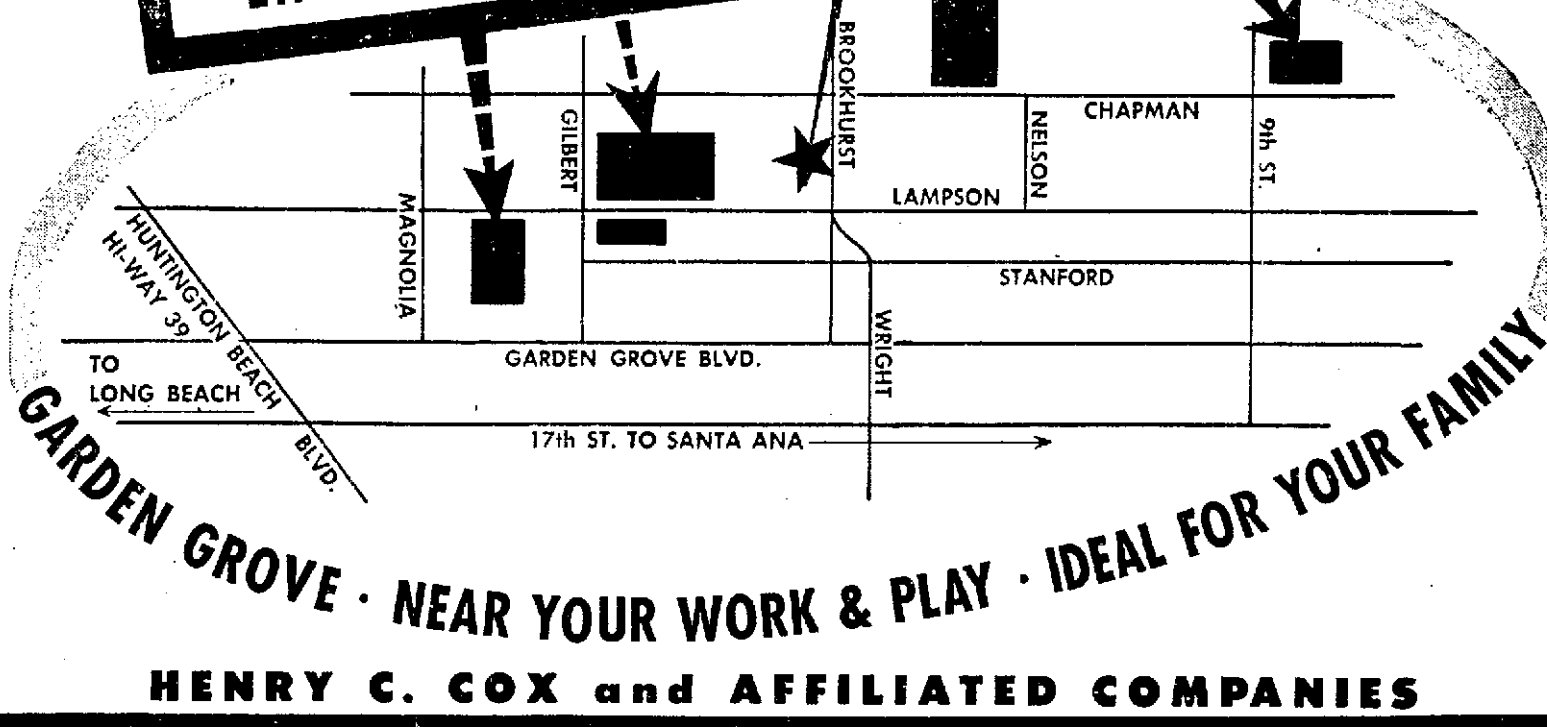 BROOKHURST
CHAPMAN
GILBERT
NELSON
9th ST.
MAGNOLIA
LAMPSON
HUNTINGTON BEACH BLVD.
HI-WAY 39
STANFORD
WRIGHT
GARDEN GROVE BLVD.
TO
LONG BEACH
17th ST. TO SANTA ANA
GARDEN GROVE · NEAR YOUR WORK & PLAY · IDEAL FOR YOUR FAMILY
HENRY C. COX and AFFILIATED COMPANIES